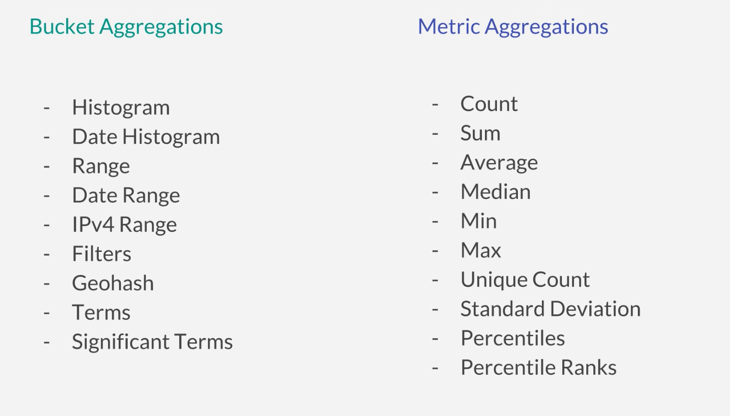 Bucket Aggregations
- Histogram
- Date Histogram
- Range
- Date Range
- IPv4 Range
- Filters
- Geohash
- Terms
- Significant Terms
Metric Aggregations
- Count
- Sum
- Average
- Median
- Min
- Max
- Unique Count
- Standard Deviation
- Percentiles
- Percentile Ranks